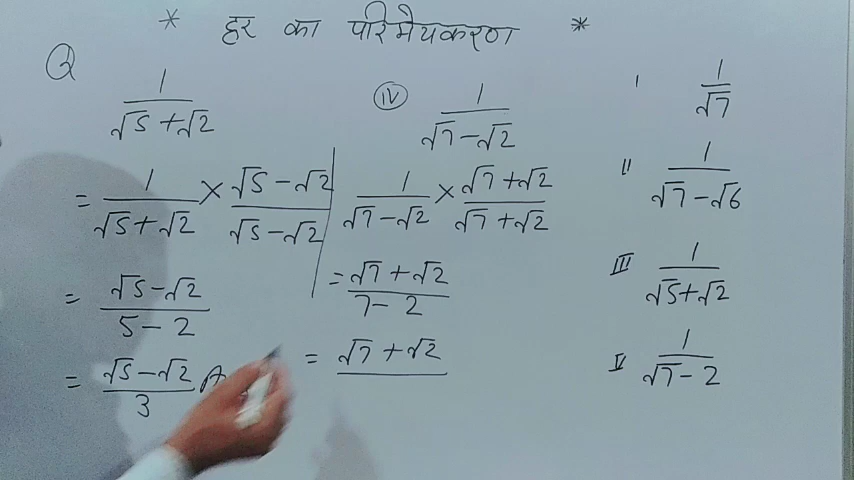 * हर का परिमेयकरण *
Q
1/(√5+√2)
= 1/(√5+√2) × (√5-√2)/(√5-√2)
= (√5-√2)/(5-2)
= (√5-√2)/3
IV 1/(√7-√2)
1/(√7-√2) × (√7+√2)/(√7+√2)
= (√7+√2)/(7-2)
= √7+√2
I 1/√7
II 1/(√7-√6)
III 1/(√5+√2)
V 1/(√7-2)